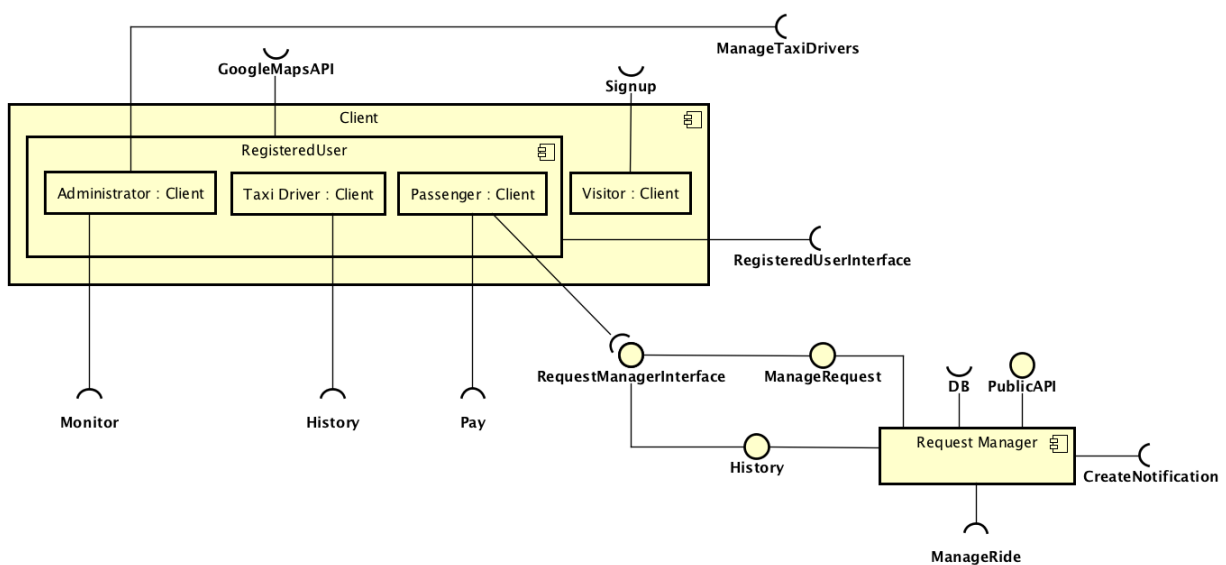 ManageTaxiDrivers
GoogleMapsAPI
Signup
Client
RegisteredUser
Administrator : Client
Taxi Driver : Client
Passenger : Client
Visitor : Client
RegisteredUserInterface
RequestManagerInterface
ManageRequest
DB
PublicAPI
Monitor
History
Pay
Request Manager
History
CreateNotification
ManageRide